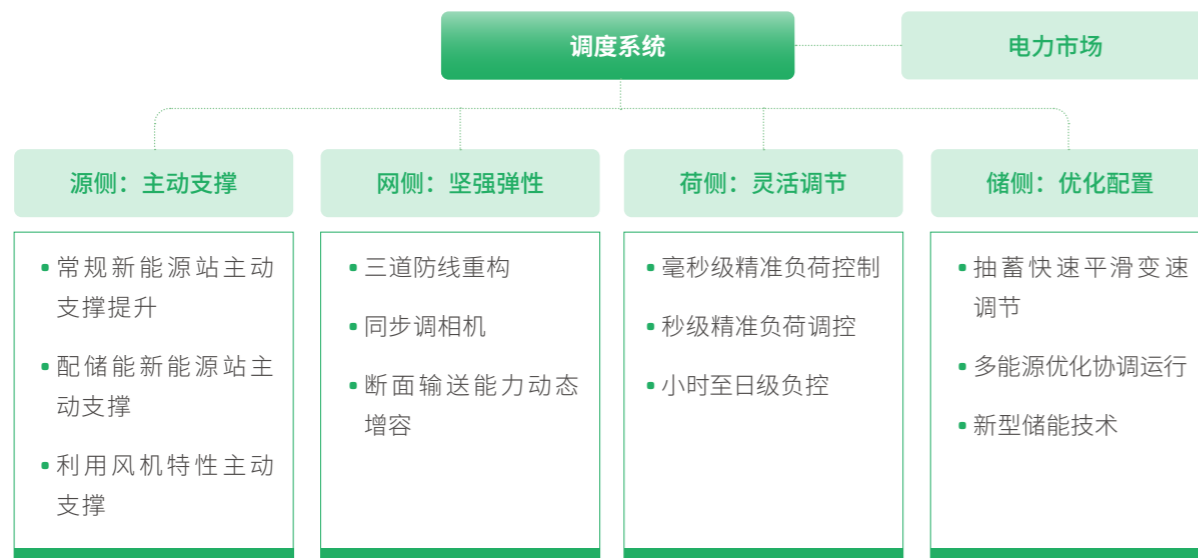 调度系统
电力市场
源侧：主动支撑
• 常规新能源站主动
支撑提升
• 配储能新能源站主
动支撑
• 利用风机特性主动
支撑
网侧：坚强弹性
• 三道防线重构
• 同步调相机
• 断面输送能力动态
增容
荷侧：灵活调节
• 毫秒级精准负荷控制
• 秒级精准负荷调控
• 小时至日级负控
储侧：优化配置
• 抽蓄快速平滑变速
调节
• 多能源优化协调运行
• 新型储能技术